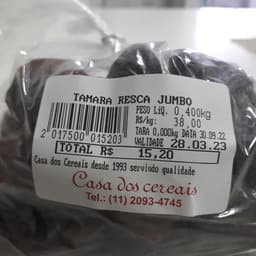 TAMARA RESCA JUMBO
PESO LIQ. 0,400kg
R$/kg: 38,00
TARA 0,000kg DATA 30.09.22
VALIDADE 28.03.23
2 017500 015203
TOTAL R$ 15,20
Casa dos Cereais desde 1993 servindo qualidade
Casa dos cereais
Tel.: (11) 2093-4745